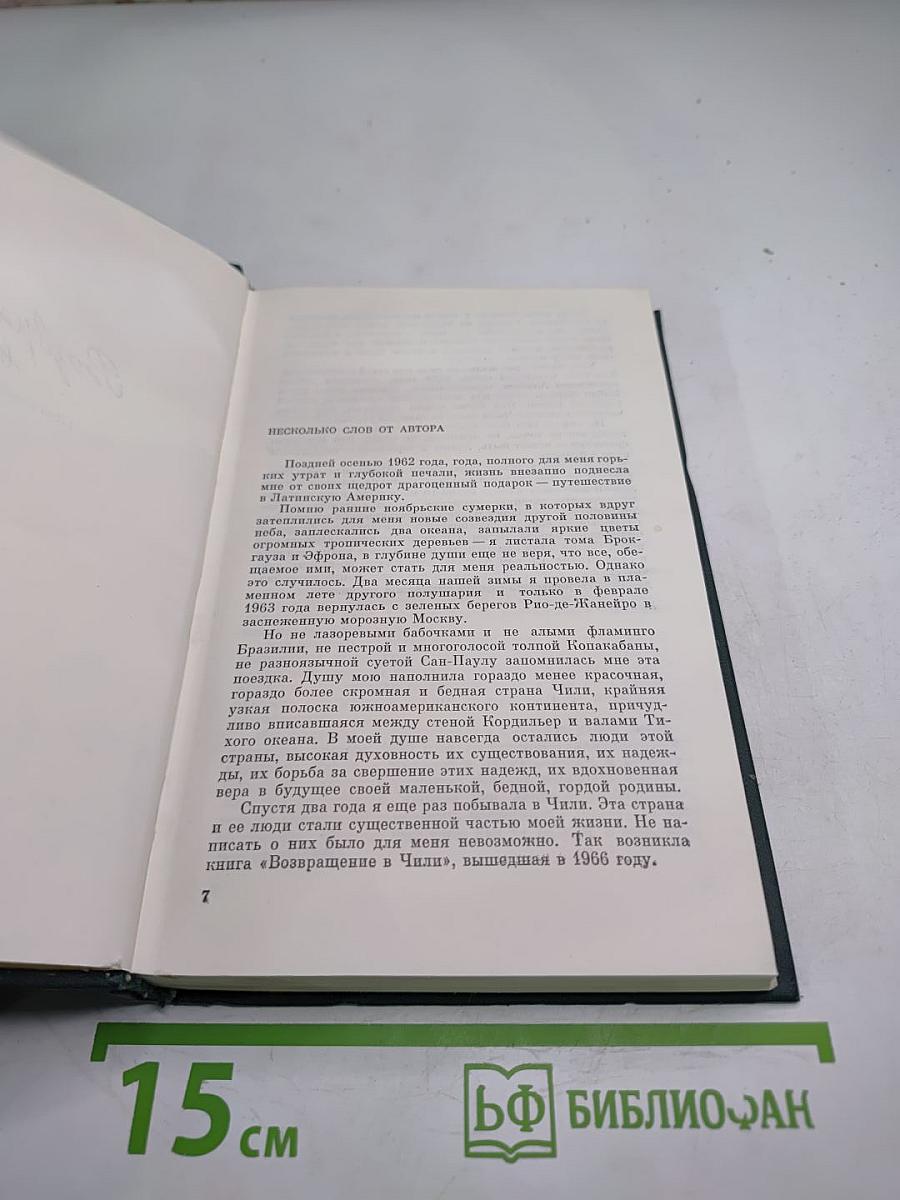 НЕСКОЛЬКО СЛОВ ОТ АВТОРА
Поздней осенью 1962 года, года, полного для меня горь-
ких утрат и глубокой печали, жизнь внезапно поднесла
мне от своих щедрот драгоценный подарок — путешествие
в Латинскую Америку.
Помню ранние ноябрьские сумерки, в которых вдруг
затеплились для меня новые созвездия другой половины
неба, заплескались два океана, запылали яркие цветы
огромных тропических деревьев — я листала тома Брок-
гауза и Эфрона, в глубине души еще не веря, что все, обе-
щаемое ими, может стать для меня реальностью. Однако
это случилось. Два месяца нашей зимы я провела в пла-
менном лете другого полушария и только в феврале
1963 года вернулась с зеленых берегов Рио-де-Жанейро в
заснеженную морозную Москву.
Но не лазоревыми бабочками и не алыми фламинго
Бразилии, не пестрой и многоголосой толпой Копакабаны,
не разноязычной суетой Сан-Паулу запомнилась мне эта
поездка. Душу мою наполнила гораздо менее красочная,
гораздо более скромная и бедная страна Чили, крайняя
узкая полоска южноамериканского континента, причуд-
ливо вписавшаяся между стеной Кордильер и валами Ти-
хого океана. В моей душе навсегда остались люди этой
страны, высокая духовность их существования, их надеж-
ды, их борьба за свершение этих надежд, их вдохновенная
вера в будущее своей маленькой, бедной, гордой родины.
Спустя два года я еще раз побывала в Чили. Эта страна
и ее люди стали существенной частью моей жизни. Не на-
писать о них было для меня невозможно. Так возникла
книга «Возвращение в Чили», вышедшая в 1966 году.
7
15 см
БФ БИБЛИОФАН